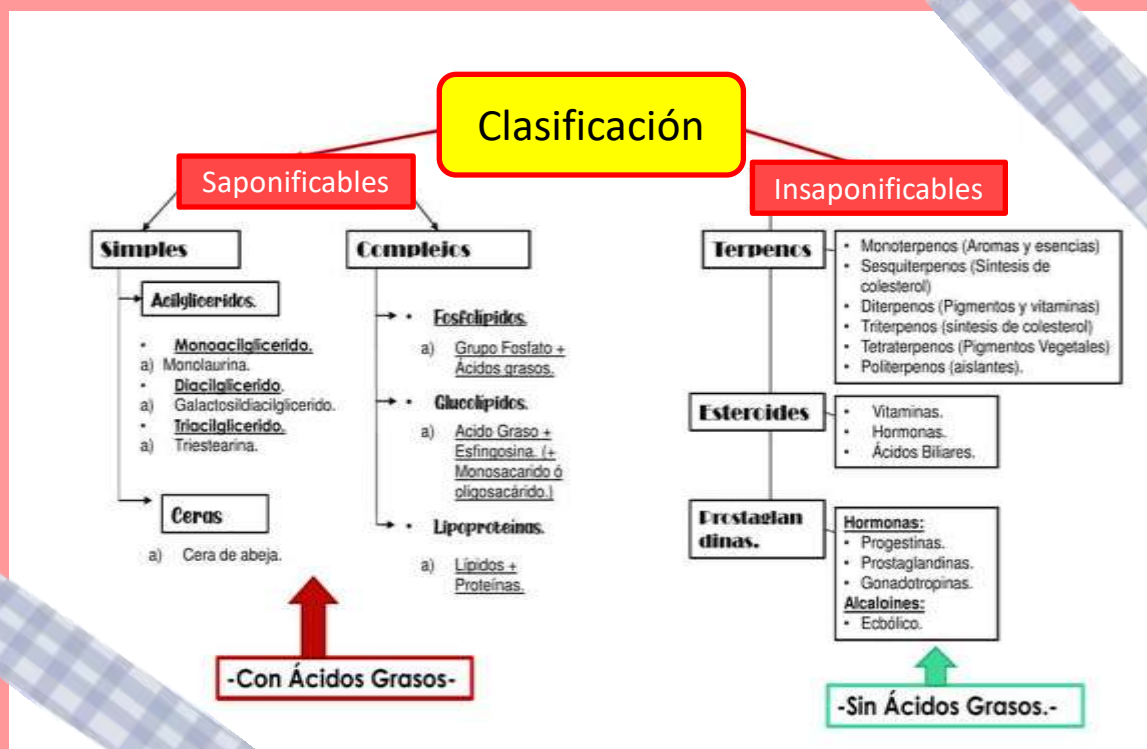 Clasificación
Saponificables
Simples
Acilgliceridos.
• Monoacilglicerido.
a) Monolaurina.
• Diacilglicerido.
a) Galactosildiacilglicerido.
• Triacilglicerido.
a) Triestearina.
Ceras
a) Cera de abeja.
Complejos
• Fosfolípidos.
a) Grupo Fosfato +
Ácidos grasos.
• Glucolípidos.
a) Acido Graso +
Esfingosina. (+
Monosacarido ó
oligosacárido.)
• Lipoproteínas.
a) Lípidos +
Proteínas.
-Con Ácidos Grasos-
Insaponificables
Terpenos
• Monoterpenos (Aromas y esencias)
• Sesquiterpenos (Síntesis de
colesterol)
• Diterpenos (Pigmentos y vitaminas)
• Triterpenos (síntesis de colesterol)
• Tetraterpenos (Pigmentos Vegetales)
• Politerpenos (aislantes).
Esteroides
• Vitaminas.
• Hormonas.
• Ácidos Biliares.
Prostaglan
dinas.
Hormonas:
• Progestinas.
• Prostaglandinas.
• Gonadotropinas.
Alcaloines:
• Ecbólico.
-Sin Ácidos Grasos.-